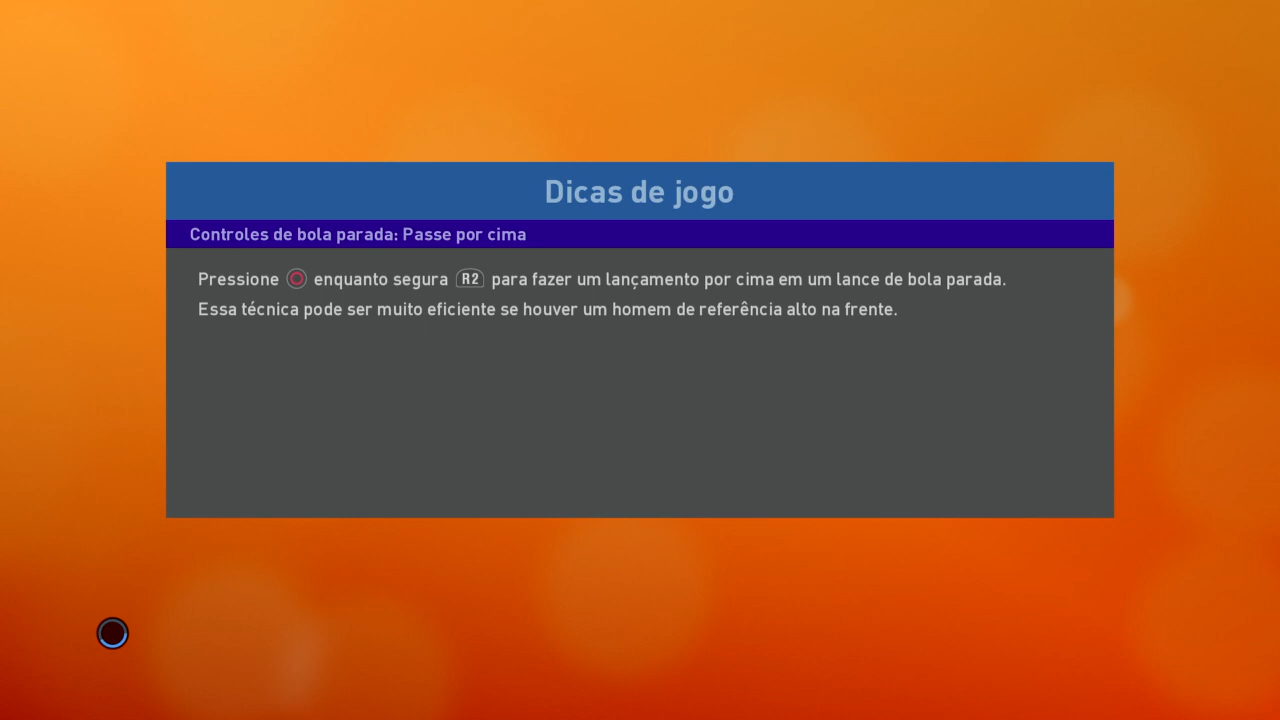 Dicas de jogo
Controles de bola parada: Passe por cima
Pressione ○ enquanto segura R2 para fazer um lançamento por cima em um lance de bola parada.
Essa técnica pode ser muito eficiente se houver um homem de referência alto na frente.